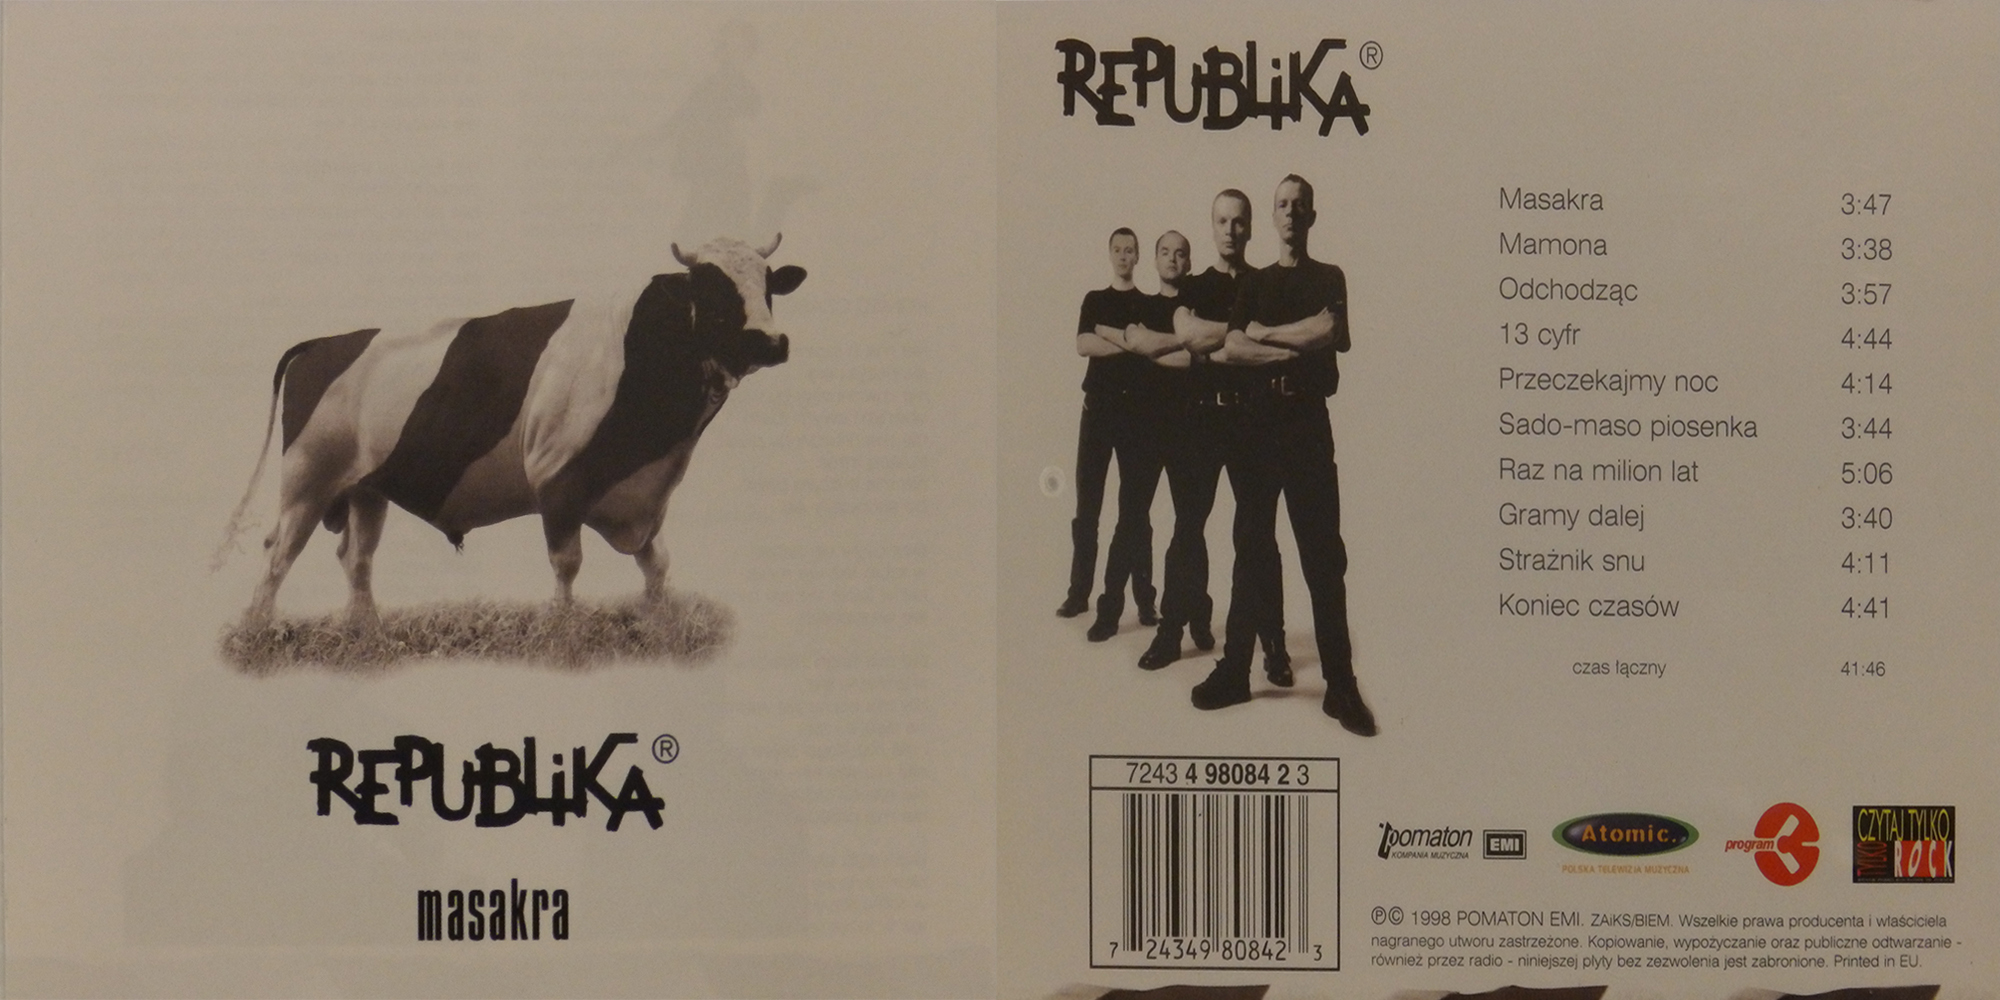 REPUBLiKA®
masakra
REPUBLiKA®
Masakra 3:47
Mamona 3:38
Odchodząc 3:57
13 cyfr 4:44
Przeczekajmy noc 4:14
Sado-maso piosenka 3:44
Raz na milion lat 5:06
Gramy dalej 3:40
Strażnik snu 4:11
Koniec czasów 4:41
czas łączny 41:46
7243 4 98084 2 3
7 24349 80842 3
pomaton EMI
KOMPANIA MUZYCZNA
Atomic.
POLSKA TELEWIZJA MUZYCZNA
program 3
CZYTAJ TYLKO
TYLKO ROCK
℗© 1998 POMATON EMI. ZAiKS/BIEM. Wszelkie prawa producenta i właściciela
nagranego utworu zastrzeżone. Kopiowanie, wypożyczanie oraz publiczne odtwarzanie -
również przez radio - niniejszej płyty bez zezwolenia jest zabronione. Printed in EU.